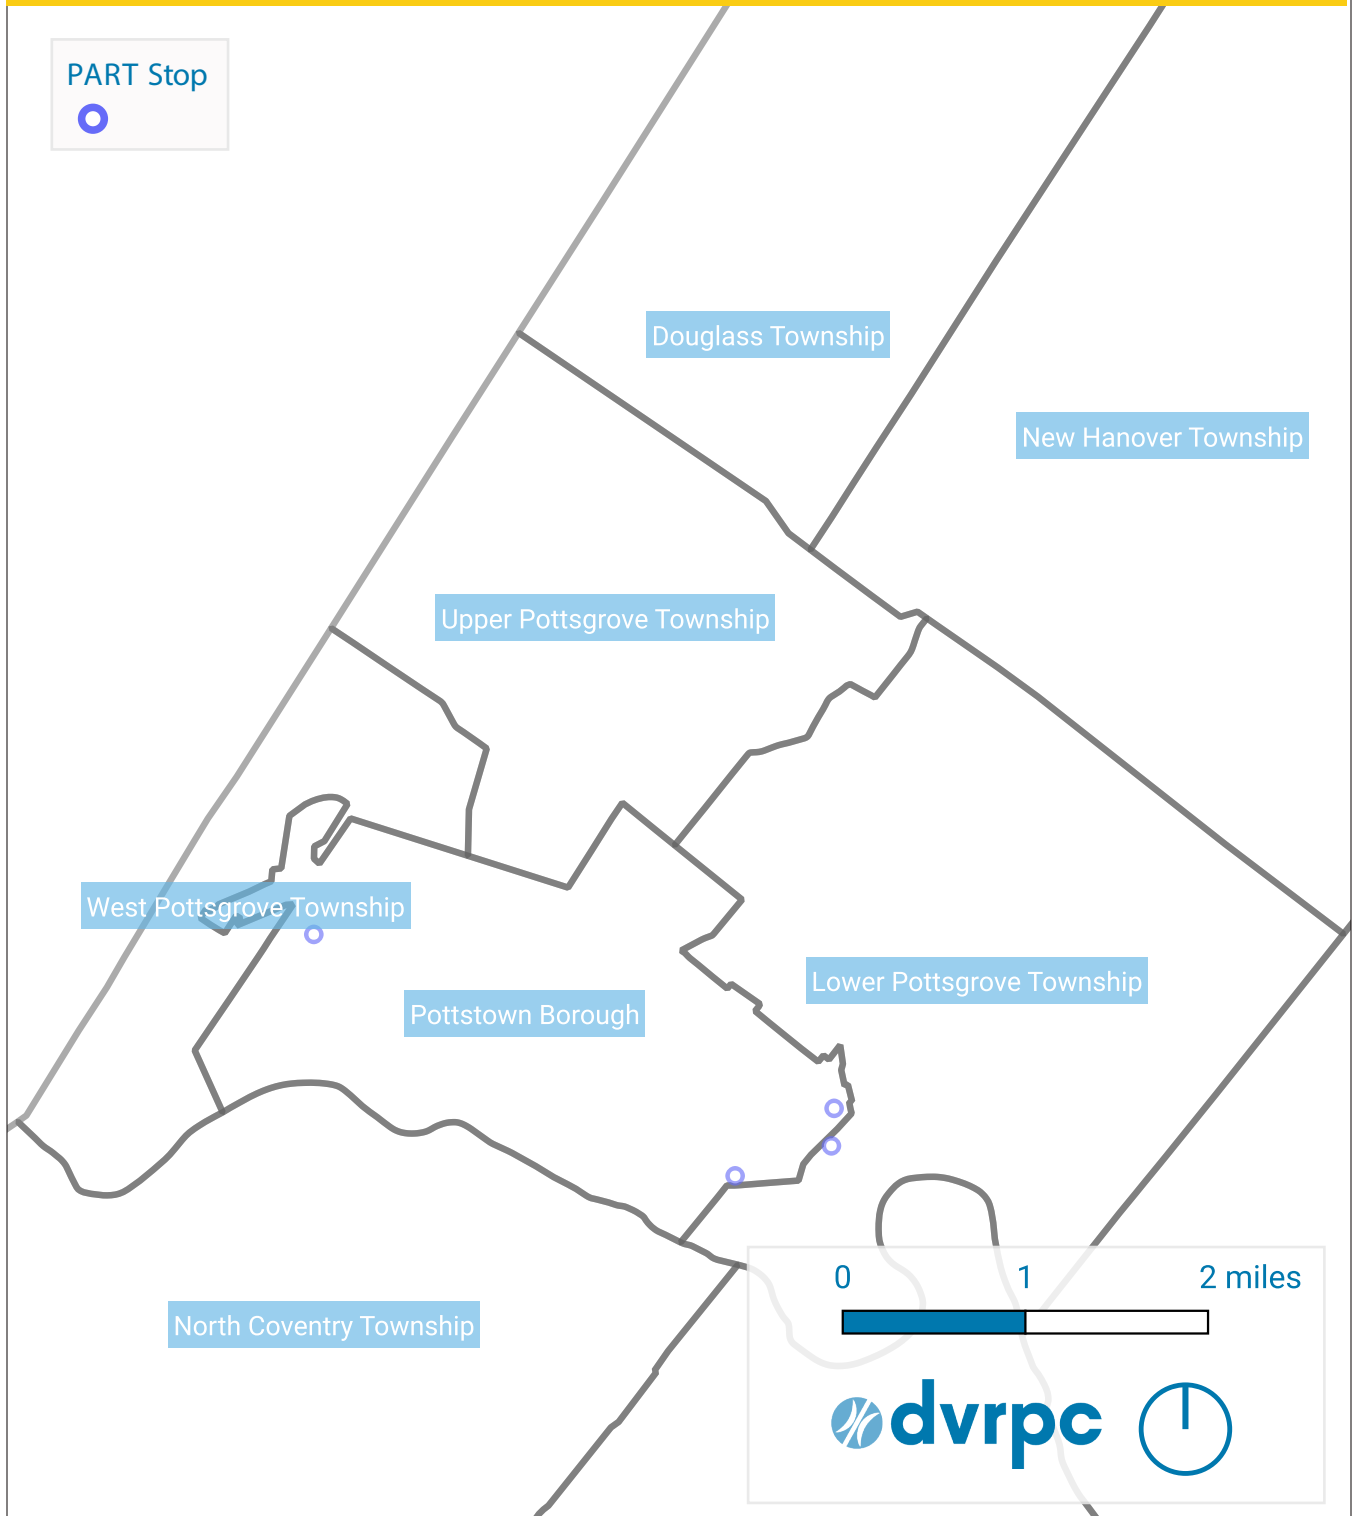 PART Stop
Douglass Township
New Hanover Township
Upper Pottsgrove Township
West Pottsgrove Township
Lower Pottsgrove Township
Pottstown Borough
North Coventry Township
0 1 2 miles
dvrpc